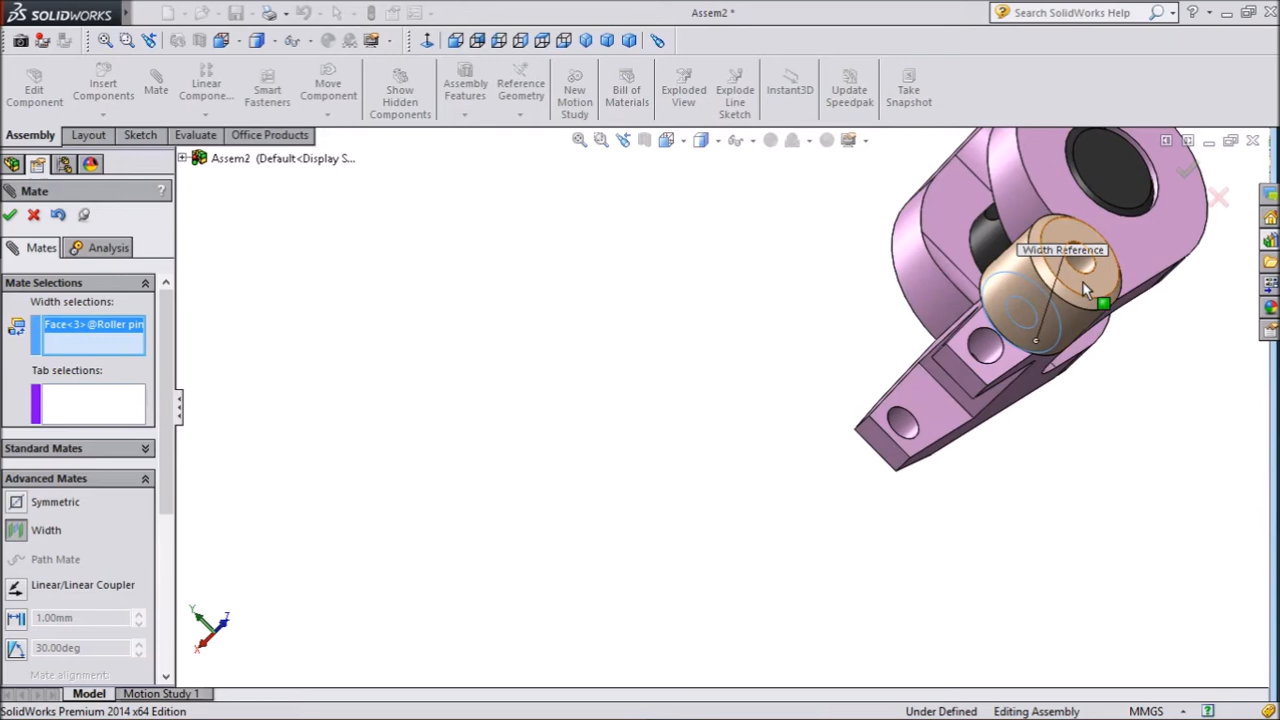 SOLIDWORKS
Assem2 *
Search SolidWorks Help
Edit
Component
Insert
Components
Mate
Linear
Compone...
Smart
Fasteners
Move
Component
Show
Hidden
Components
Assembly
Features
Reference
Geometry
New
Motion
Study
Bill of
Materials
Exploded
View
Explode
Line
Sketch
Instant3D
Update
Speedpak
Take
Snapshot
Assembly
Layout
Sketch
Evaluate
Office Products
Assem2 (Default<Display S...
Mate
?
Mates
Analysis
Mate Selections
Width selections:
Face<3>@Roller pin
Tab selections:
Standard Mates
Advanced Mates
Symmetric
Width
Path Mate
Linear/Linear Coupler
1.00mm
30.00deg
Mate alignment:
Width Reference
Y
Z
X
Model
Motion Study 1
SolidWorks Premium 2014 x64 Edition
Under Defined
Editing Assembly
MMGS
?